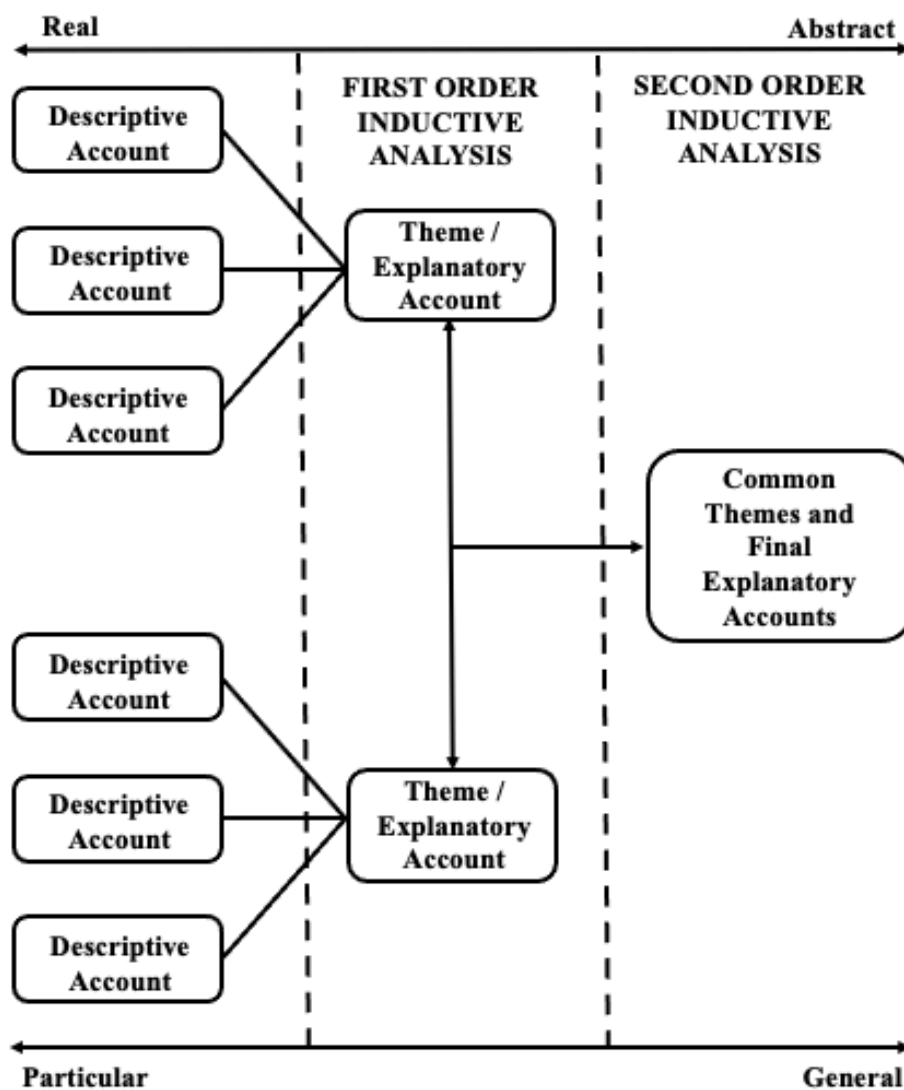 Real
Abstract
FIRST ORDER
INDUCTIVE
ANALYSIS
SECOND ORDER
INDUCTIVE
ANALYSIS
Descriptive
Account
Descriptive
Account
Descriptive
Account
Theme /
Explanatory
Account
Common
Themes and
Final
Explanatory
Accounts
Descriptive
Account
Descriptive
Account
Descriptive
Account
Theme /
Explanatory
Account
Particular
General